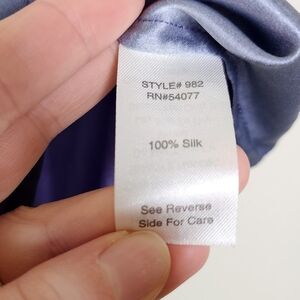 STYLE# 982
RN#54077
100% Silk
See Reverse
Side For Care